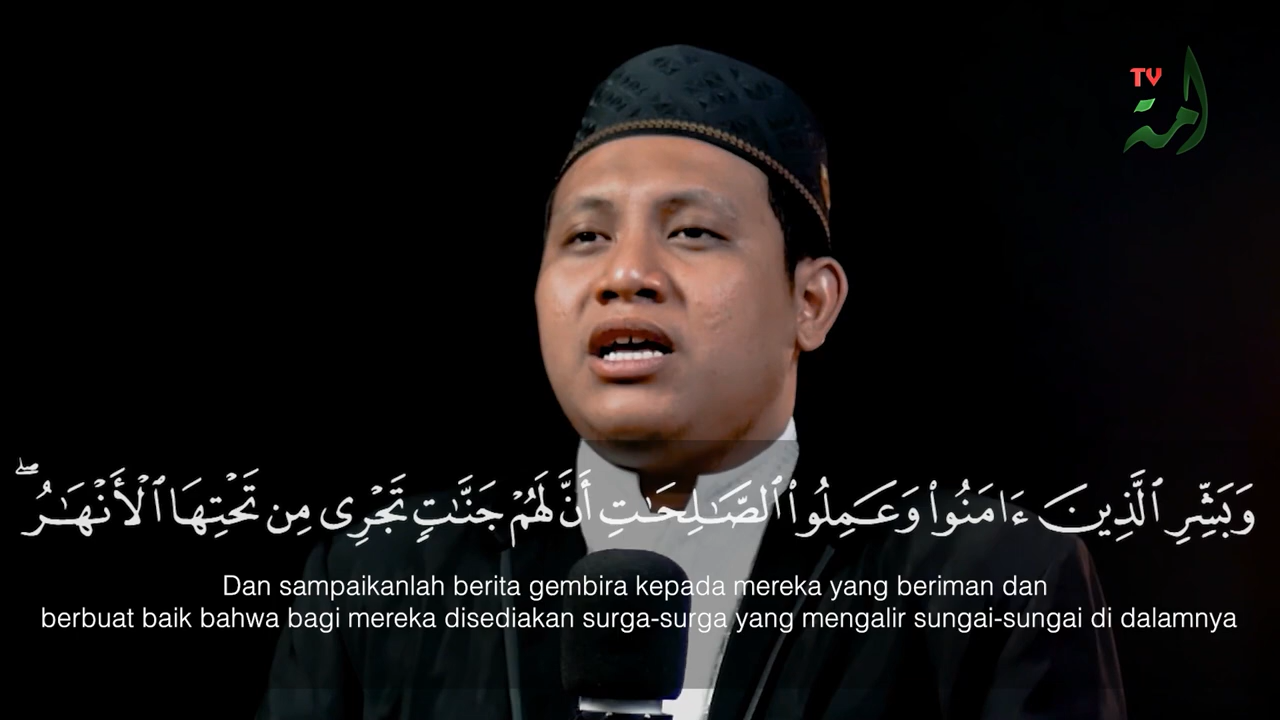 TV
امة
وَبَشِّرِ ٱلَّذِينَ ءَامَنُوا۟ وَعَمِلُوا۟ ٱلصَّـٰلِحَـٰتِ أَنَّ لَهُمْ جَنَّـٰتٍ تَجْرِى مِن تَحْتِهَا ٱلْأَنْهَـٰرُ ۖ
Dan sampaikanlah berita gembira kepada mereka yang beriman dan
berbuat baik bahwa bagi mereka disediakan surga-surga yang mengalir sungai-sungai di dalamnya